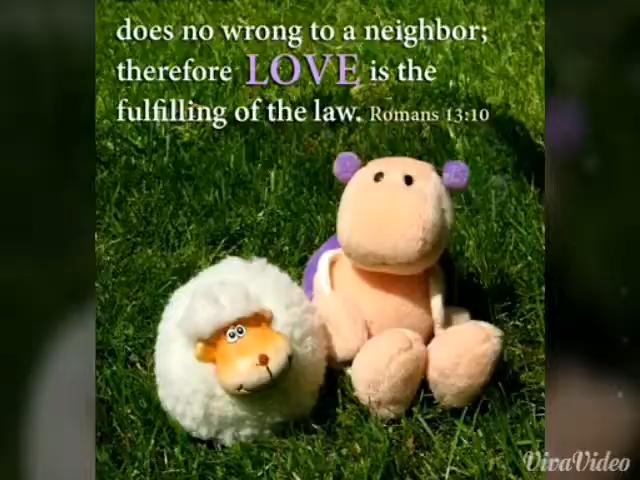 does no wrong to a neighbor;
therefore LOVE is the
fulfilling of the law. Romans 13:10
VivaVideo